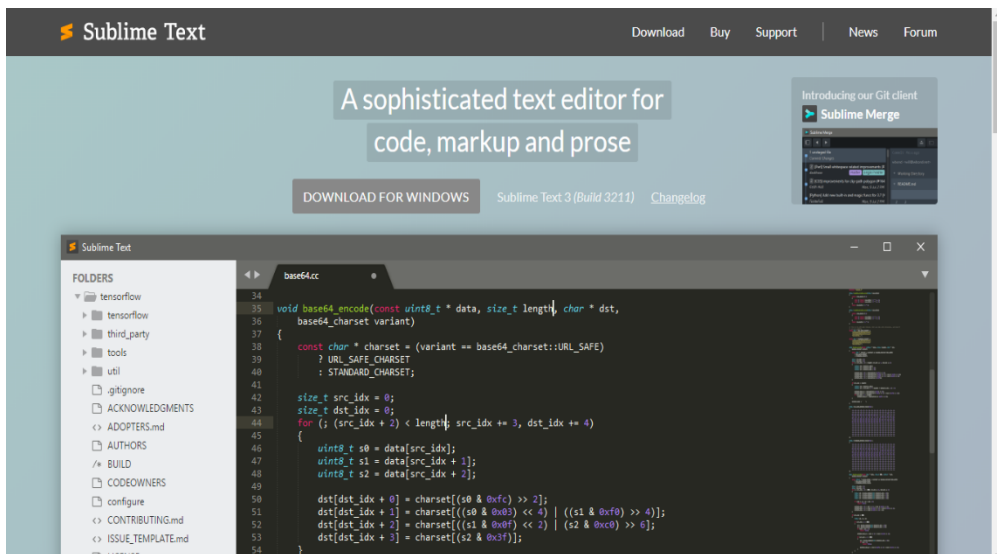 Sublime Text
Download Buy Support News Forum
A sophisticated text editor for
code, markup and prose
DOWNLOAD FOR WINDOWS Sublime Text 3 (Build 3211) Changelog
Introducing our Git client
Sublime Merge
Sublime Text
FOLDERS
tensorflow
tensorflow
third_party
tools
util
.gitignore
ACKNOWLEDGMENTS
<> ADOPTERS.md
AUTHORS
/* BUILD
CODEOWNERS
configure
<> CONTRIBUTING.md
<> ISSUE_TEMPLATE.md
base64.cc
34
35 void base64_encode(const uint8_t * data, size_t length, char * dst,
36 base64_charset variant)
37 {
38 const char * charset = (variant == base64_charset::URL_SAFE)
39 ? URL_SAFE_CHARSET
40 : STANDARD_CHARSET;
41
42 size_t src_idx = 0;
43 size_t dst_idx = 0;
44 for (; (src_idx + 2) < length; src_idx += 3, dst_idx += 4)
45 {
46 uint8_t s0 = data[src_idx];
47 uint8_t s1 = data[src_idx + 1];
48 uint8_t s2 = data[src_idx + 2];
49
50 dst[dst_idx + 0] = charset[(s0 & 0xfc) >> 2];
51 dst[dst_idx + 1] = charset[((s0 & 0x03) << 4) | ((s1 & 0xf0) >> 4)];
52 dst[dst_idx + 2] = charset[((s1 & 0x0f) << 2) | (s2 & 0xc0) >> 6];
53 dst[dst_idx + 3] = charset[(s2 & 0x3f)];
54 }